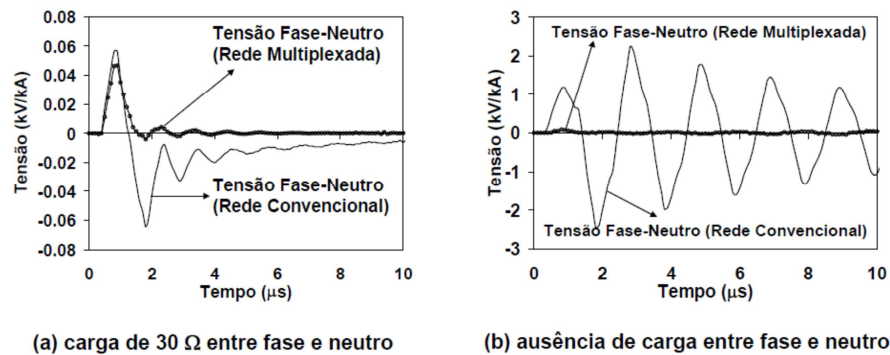 0.08
0.06
0.04
0.02
0
-0.02
-0.04
-0.06
-0.08
Tensão (kV/kA)
Tensão Fase-Neutro
(Rede Multiplexada)
Tensão Fase-Neutro
(Rede Convencional)
0 2 4 6 8 10
Tempo (μs)
(a) carga de 30 Ω entre fase e neutro
3
2
1
0
-1
-2
-3
Tensão (kV/kA)
Tensão Fase-Neutro (Rede Multiplexada)
Tensão Fase-Neutro (Rede Convencional)
0 2 4 6 8 10
Tempo (μs)
(b) ausência de carga entre fase e neutro